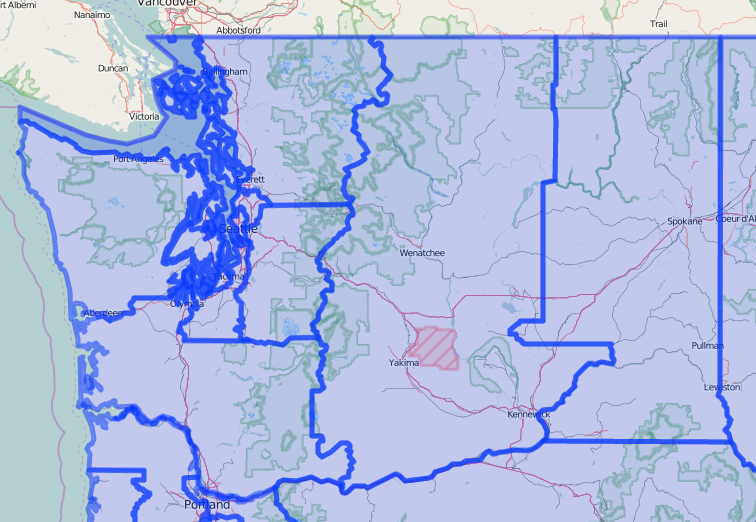 Vancouver
rt Alberni
Nanaimo
Abbotsford
Trail
Duncan
Bellingham
Victoria
Port Angeles
Everett
Seattle
Spokane
Coeur d'Al
Wenatchee
Tacoma
Olympia
Aberdeen
Pullman
Yakima
Lewiston
Kennewick
Portland